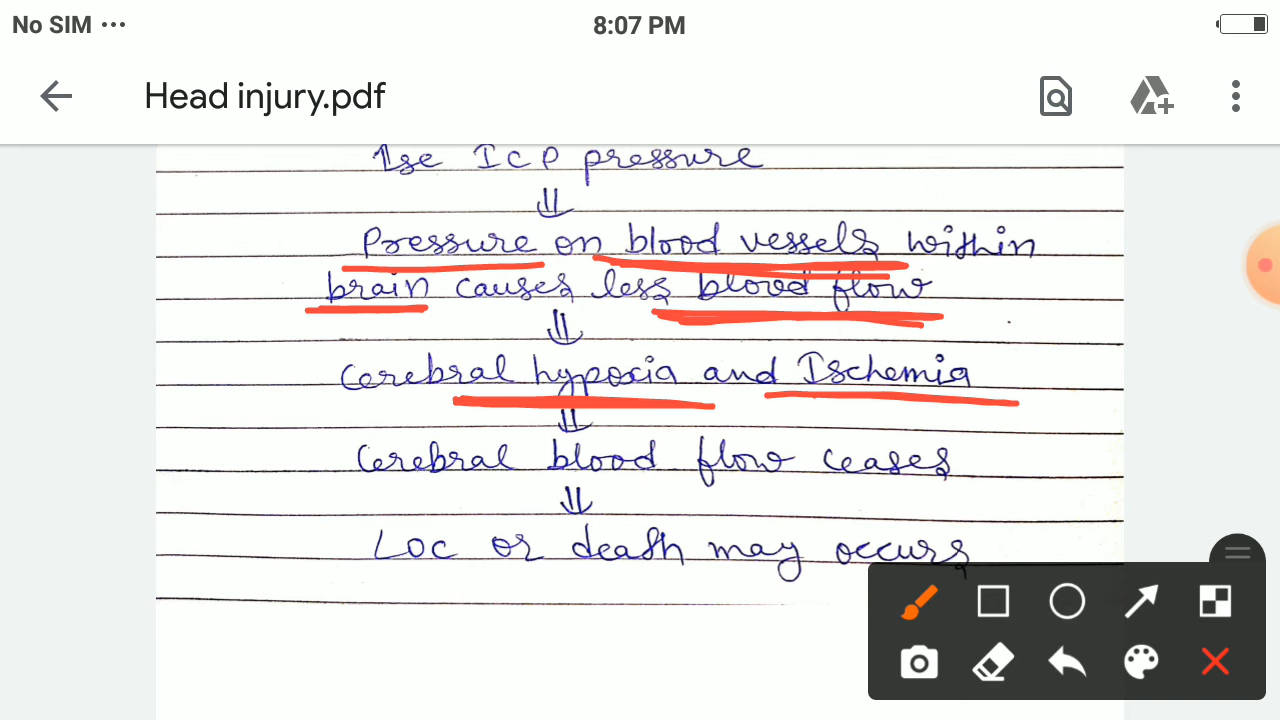 No SIM ...
8:07 PM
Head injury.pdf
↑se ICP pressure
Pressure on blood vessels within
brain causes less blood flow
Cerebral hypoxia and Ischemia
Cerebral blood flow ceases
LOC or death may occurs